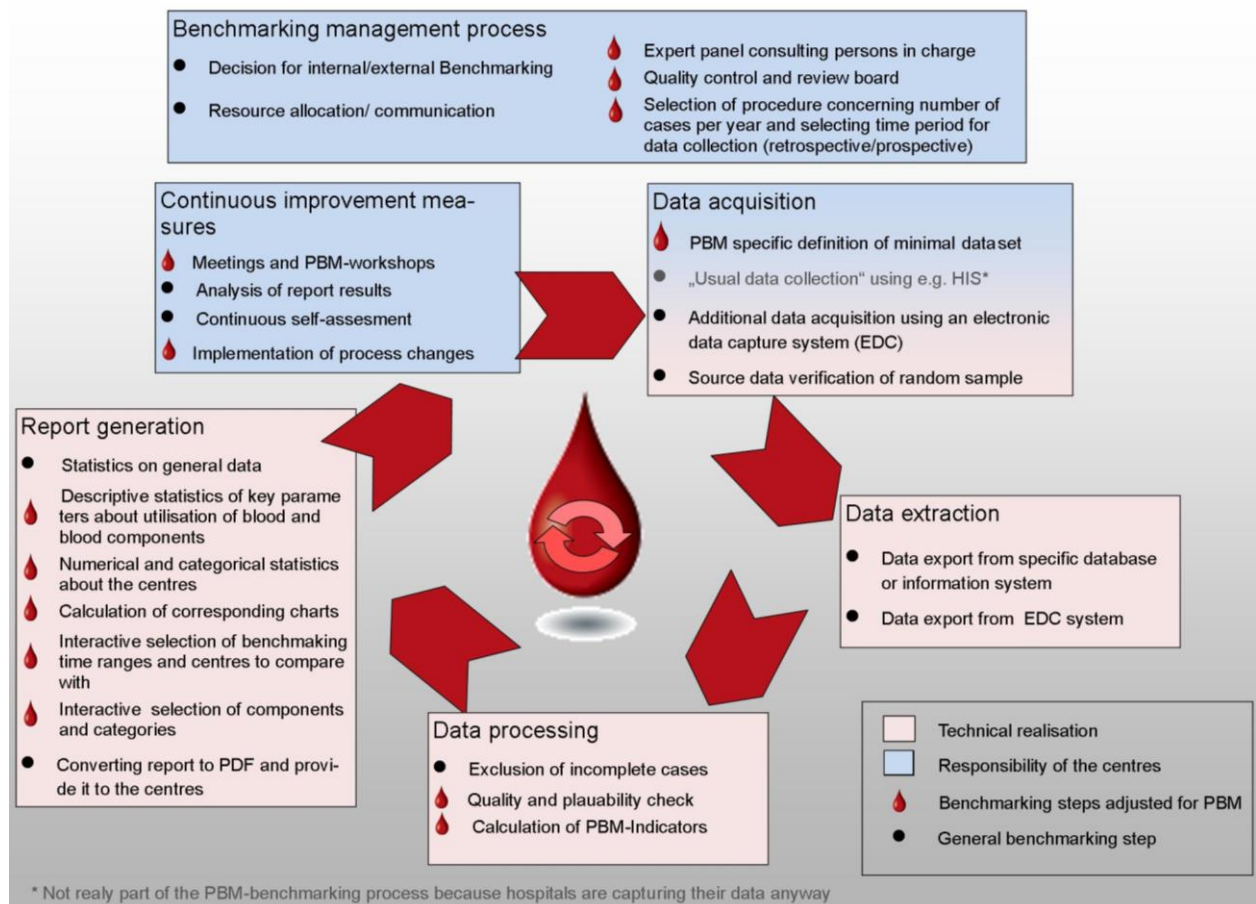 Benchmarking management process
Decision for internal/external Benchmarking
Resource allocation/ communication
Expert panel consulting persons in charge
Quality control and review board
Selection of procedure concerning number of
cases per year and selecting time period for
data collection (retrospective/prospective)
Continuous improvement mea-
sures
Meetings and PBM-workshops
Analysis of report results
Continuous self-assesment
Implementation of process changes
Data acquisition
PBM specific definition of minimal dataset
„Usual data collection“ using e.g. HIS*
Additional data acquisition using an electronic
data capture system (EDC)
Source data verification of random sample
Report generation
Statistics on general data
Descriptive statistics of key parame
ters about utilisation of blood and
blood components
Numerical and categorical statistics
about the centres
Calculation of corresponding charts
Interactive selection of benchmaking
time ranges and centres to compare
with
Interactive selection of components
and categories
Converting report to PDF and provi-
de it to the centres
Data extraction
Data export from specific database
or information system
Data export from EDC system
Data processing
Exclusion of incomplete cases
Quality and plauability check
Calculation of PBM-Indicators
Technical realisation
Responsibility of the centres
Benchmarking steps adjusted for PBM
General benchmarking step
* Not realy part of the PBM-benchmarking process because hospitals are capturing their data anyway